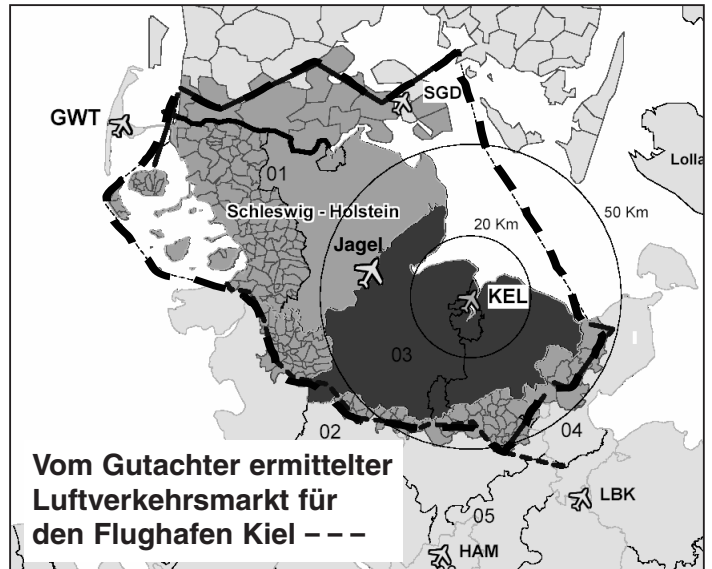 SGD
GWT
Lolla
01
Schleswig - Holstein
50 Km
20 Km
Jagel
KEL
03
02
04
Vom Gutachter ermittelter
Luftverkehrsmarkt für
den Flughafen Kiel – – –
LBK
05
HAM